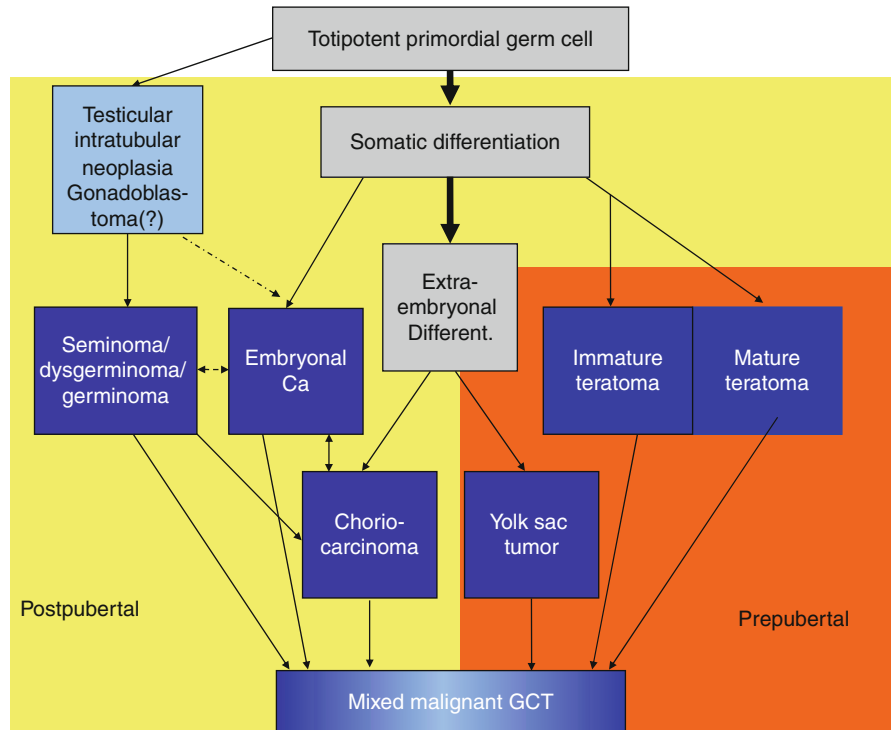 Totipotent primordial germ cell
Testicular
intratubular
neoplasia
Gonadoblas-
toma(?)
Somatic differentiation
Extra-
embryonal
Different.
Seminoma/
dysgerminoma/
germinoma
Embryonal
Ca
Immature
teratoma
Mature
teratoma
Chorio-
carcinoma
Yolk sac
tumor
Postpubertal
Prepubertal
Mixed malignant GCT